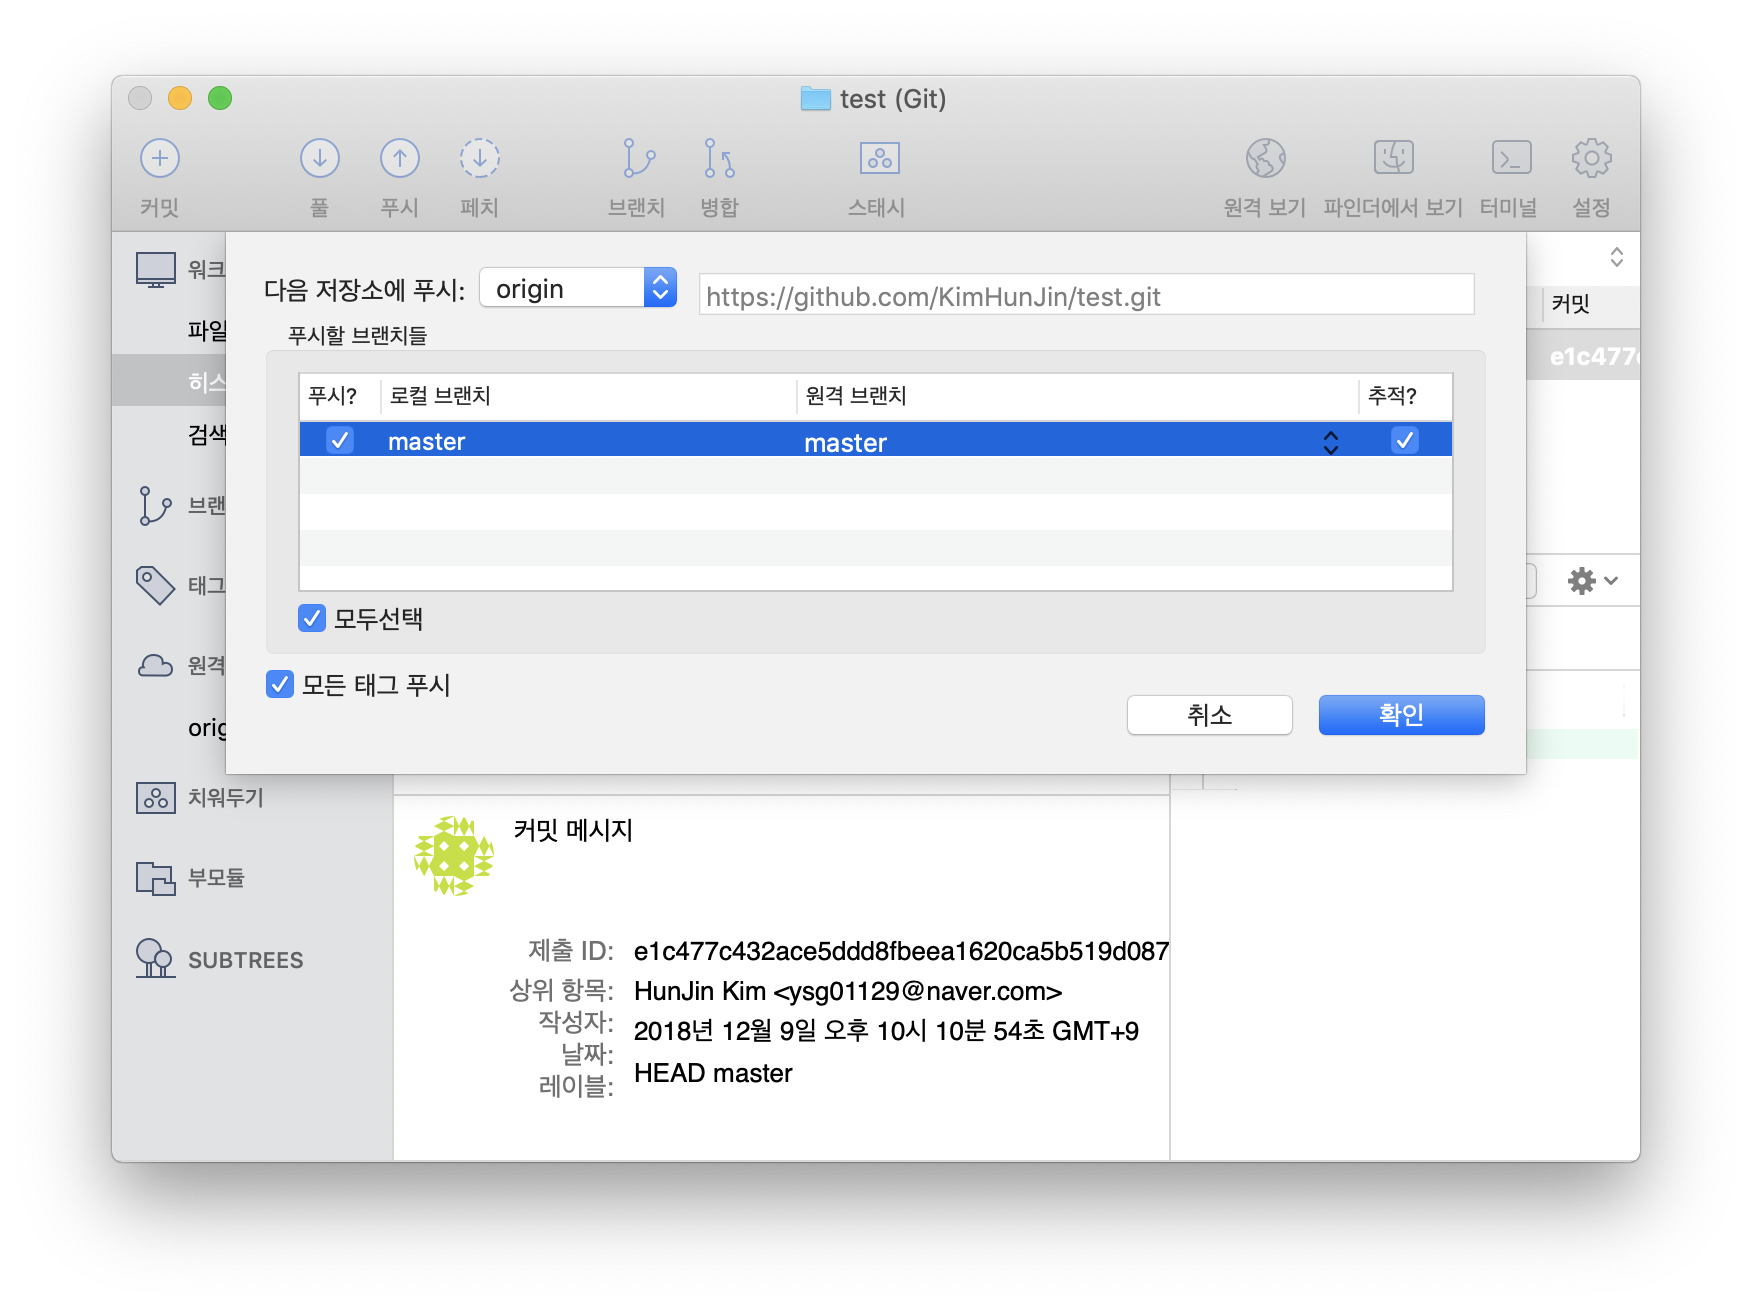 test (Git)
커밋 풀 푸시 페치 브랜치 병합 스태시 원격 보기 파인더에서 보기 터미널 설정
다음 저장소에 푸시: origin https://github.com/KimHunJin/test.git
푸시할 브랜치들
푸시? 로컬 브랜치 원격 브랜치 추적?
master master
모두선택
모든 태그 푸시
취소 확인
커밋
e1c477
워크
파일
히스
검색
브랜
태그
원격
orig
치워두기
부모듈
SUBTREES
커밋 메시지
제출 ID: e1c477c432ace5ddd8fbeea1620ca5b519d087
상위 항목: HunJin Kim <ysg01129@naver.com>
작성자: 2018년 12월 9일 오후 10시 10분 54초 GMT+9
날짜:
레이블: HEAD master